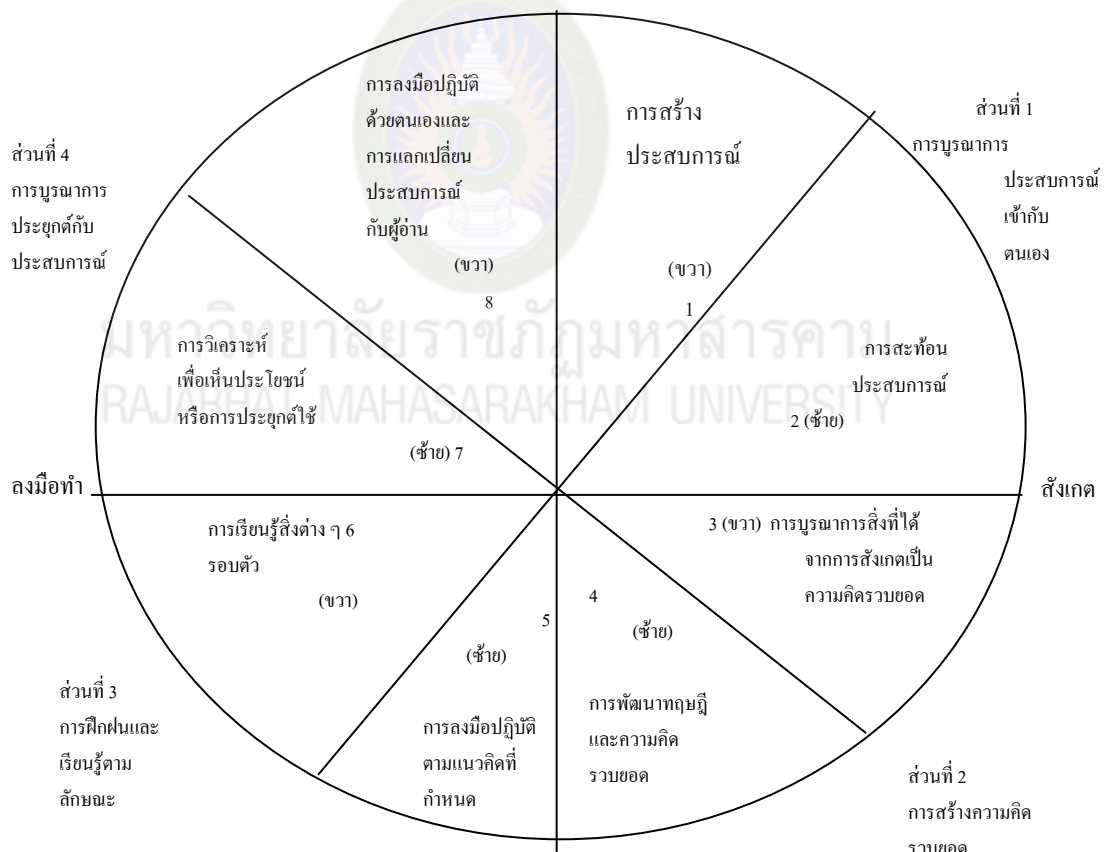 การลงมือปฏิบัติ
ด้วยตนเองและ
การแลกเปลี่ยน
ประสบการณ์
กับผู้อ่าน
(ขวา)
8
การสร้าง
ประสบการณ์
(ขวา)
1
ส่วนที่ 1
การบูรณาการ
ประสบการณ์
เข้ากับ
ตนเอง
ส่วนที่ 4
การบูรณาการ
ประยุกต์กับ
ประสบการณ์
มหาวิทยาลัยราชภัฏมหาสารคาม
RAJABHAT MAHASARAKHAM UNIVERSITY
การวิเคราะห์
เพื่อเห็นประโยชน์
หรือการประยุกต์ใช้
(ซ้าย) 7
การสะท้อน
ประสบการณ์
2 (ซ้าย)
ลงมือทำ
สังเกต
การเรียนรู้สิ่งต่าง ๆ 6
รอบตัว
(ขวา)
3 (ขวา) การบูรณาการสิ่งที่ได้
จากการสังเกตเป็น
ความคิดรวบยอด
4
(ซ้าย)
การพัฒนาทฤษฎี
และความคิด
รวบยอด
5
(ซ้าย)
การลงมือปฏิบัติ
ตามแนวคิดที่
กำหนด
ส่วนที่ 3
การฝึกฝนและ
เรียนรู้ตาม
ลักษณะ
ส่วนที่ 2
การสร้างความคิด
รวบยอด